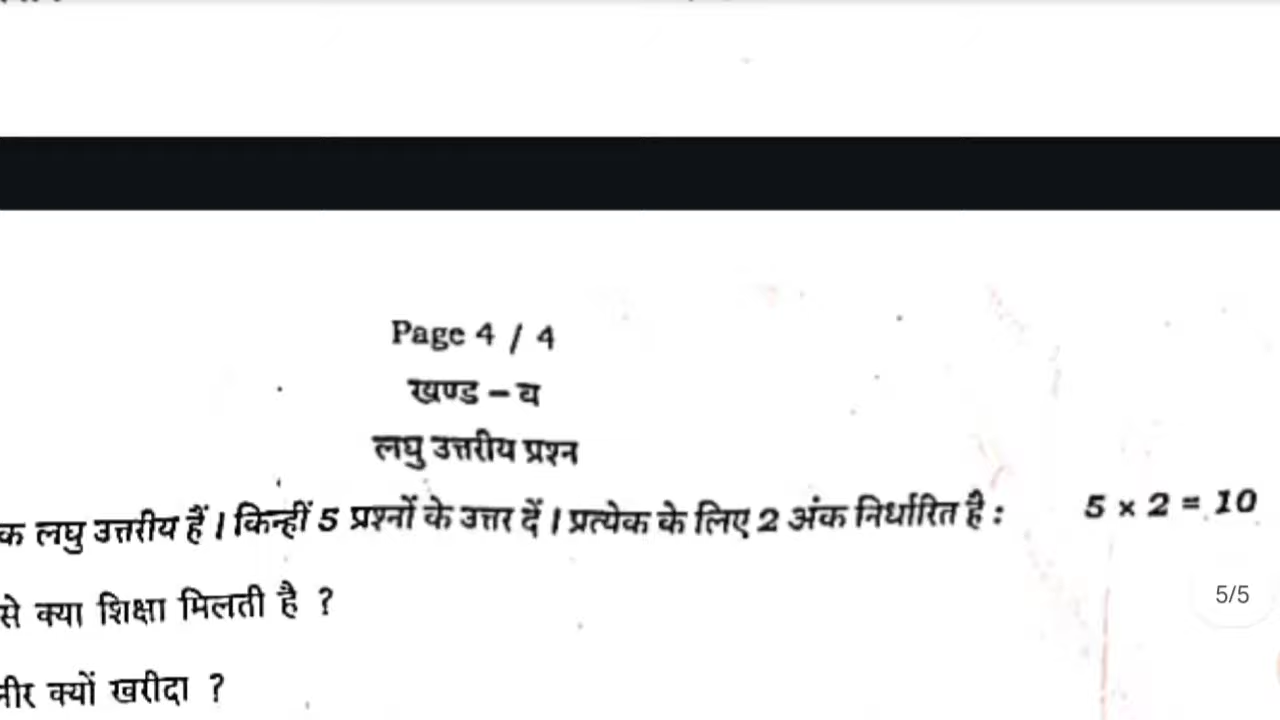 Page 4 / 4
खण्ड – घ
लघु उत्तरीय प्रश्न
क लघु उत्तरीय हैं । किन्हीं 5 प्रश्नों के उत्तर दें । प्रत्येक के लिए 2 अंक निर्धारित है : 5 × 2 = 10
से क्या शिक्षा मिलती है ?
5/5
नीर क्यों खरीदा ?